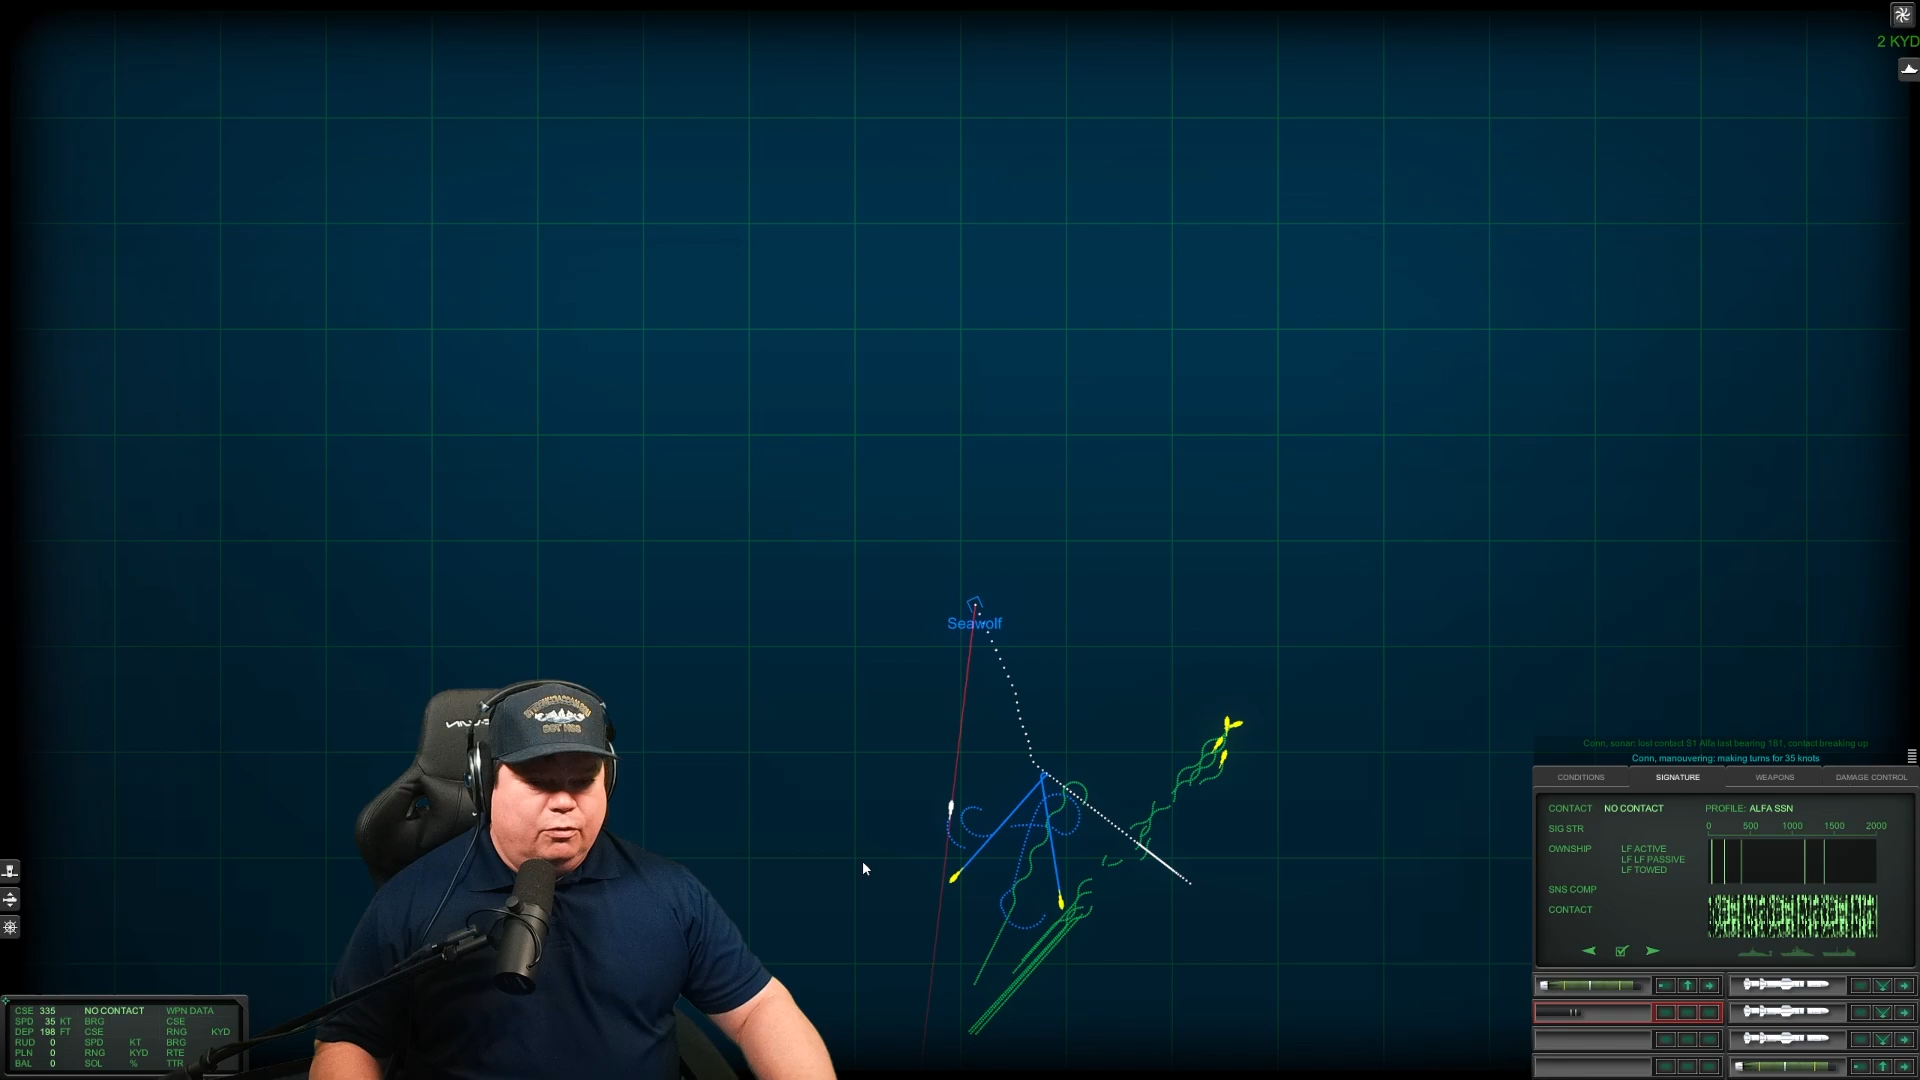 2 KYD
Seawolf
Conn, sonar: lost contact S1 Alfa last bearing 181, contact breaking up
Conn, manouvering: making turns for 35 knots
CONDITIONS SIGNATURE WEAPONS DAMAGE CONTROL
CONTACT NO CONTACT PROFILE: ALFA SSN
SIG STR 0 500 1000 1500 2000
OWNSHIP LF ACTIVE
LF LF PASSIVE
LF TOWED
SNS COMP
CONTACT
CSE 335 NO CONTACT WPN DATA
SPD 35 KT BRG CSE
DEP 198 FT CSE RNG KYD
RUD 0 SPD KT BRG
PLN 0 RNG KYD RTE
BAL 0 SOL % TTR